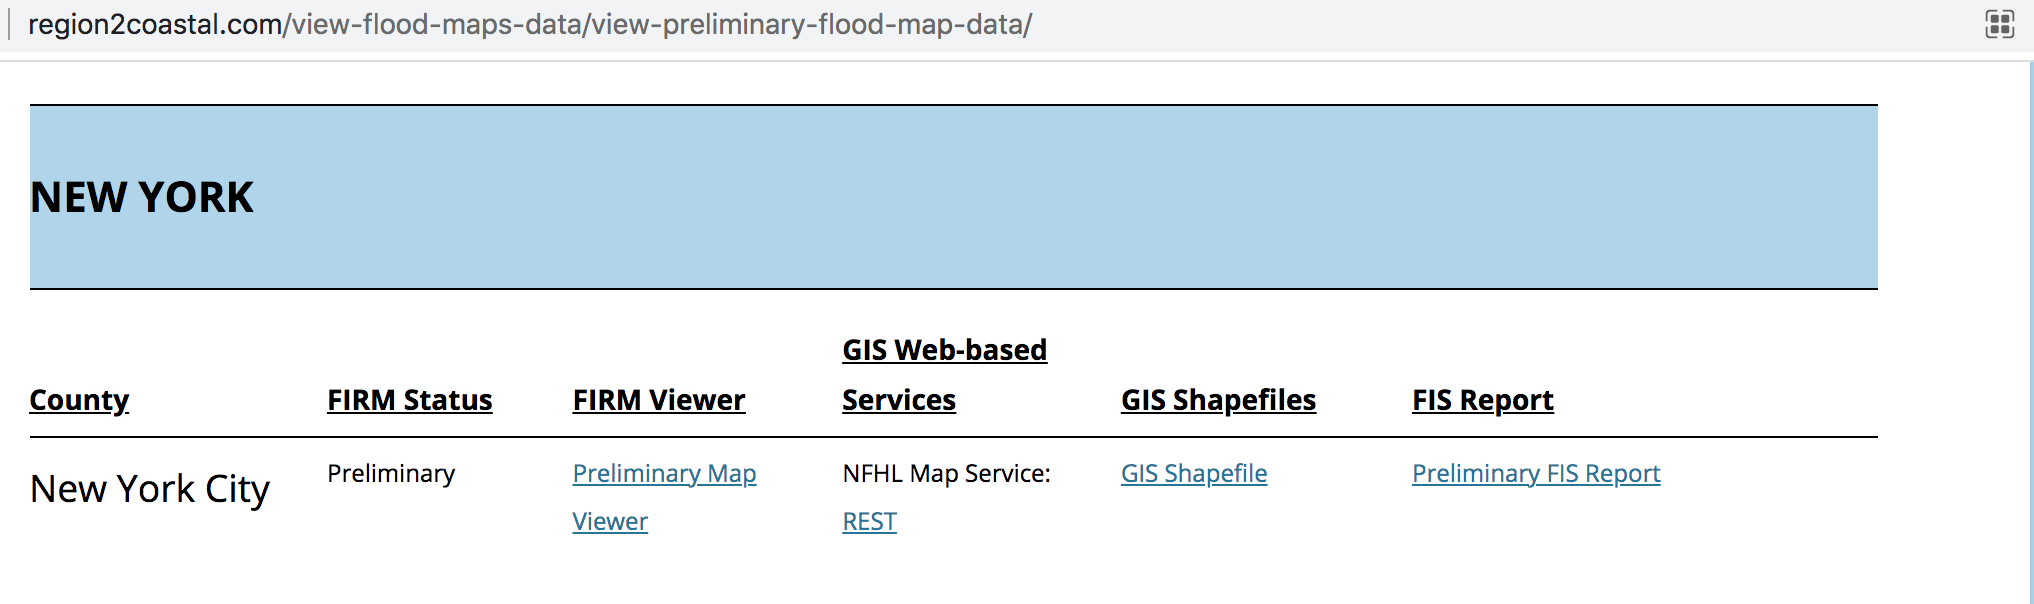 region2coastal.com/view-flood-maps-data/view-preliminary-flood-map-data/
NEW YORK
GIS Web-based
County FIRM Status FIRM Viewer Services GIS Shapefiles FIS Report
New York City Preliminary Preliminary Map NFHL Map Service: GIS Shapefile Preliminary FIS Report
Viewer REST